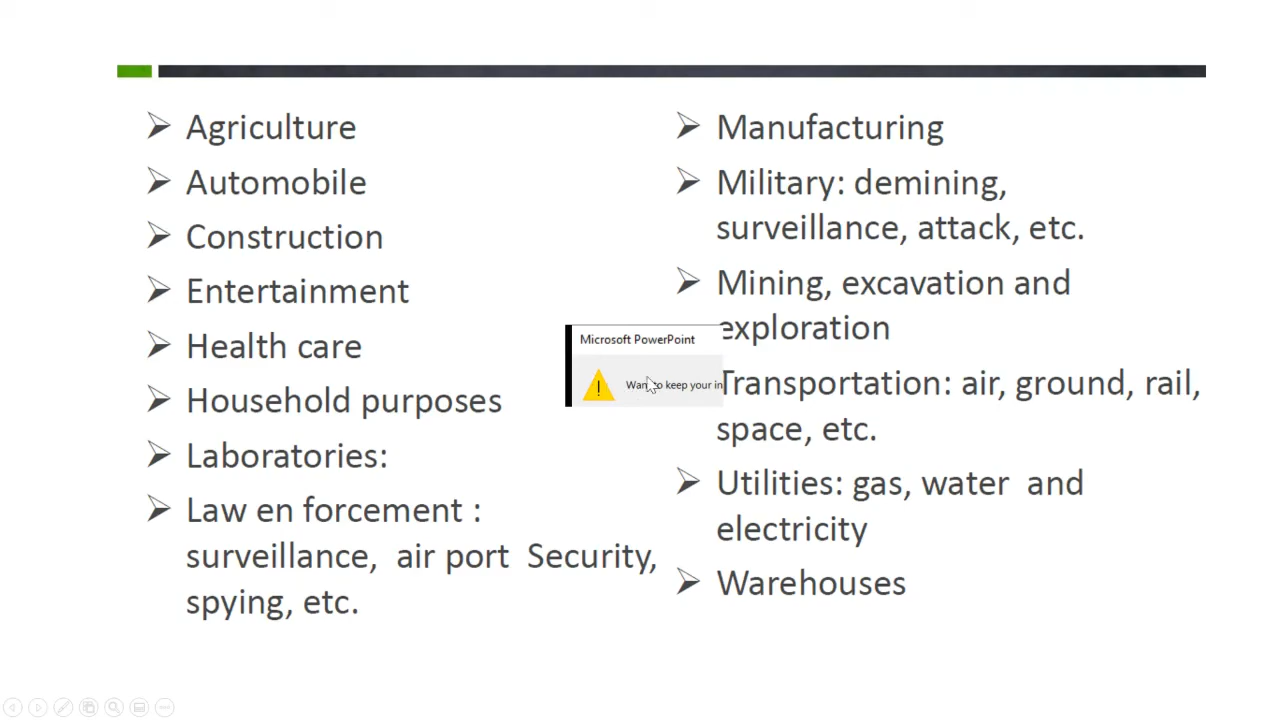 Agriculture
Automobile
Construction
Entertainment
Health care
Household purposes
Laboratories:
Law en forcement :
surveillance, air port Security,
spying, etc.
Manufacturing
Military: demining,
surveillance, attack, etc.
Mining, excavation and
exploration
Transportation: air, ground, rail,
space, etc.
Utilities: gas, water and
electricity
Warehouses
Microsoft PowerPoint
keep your